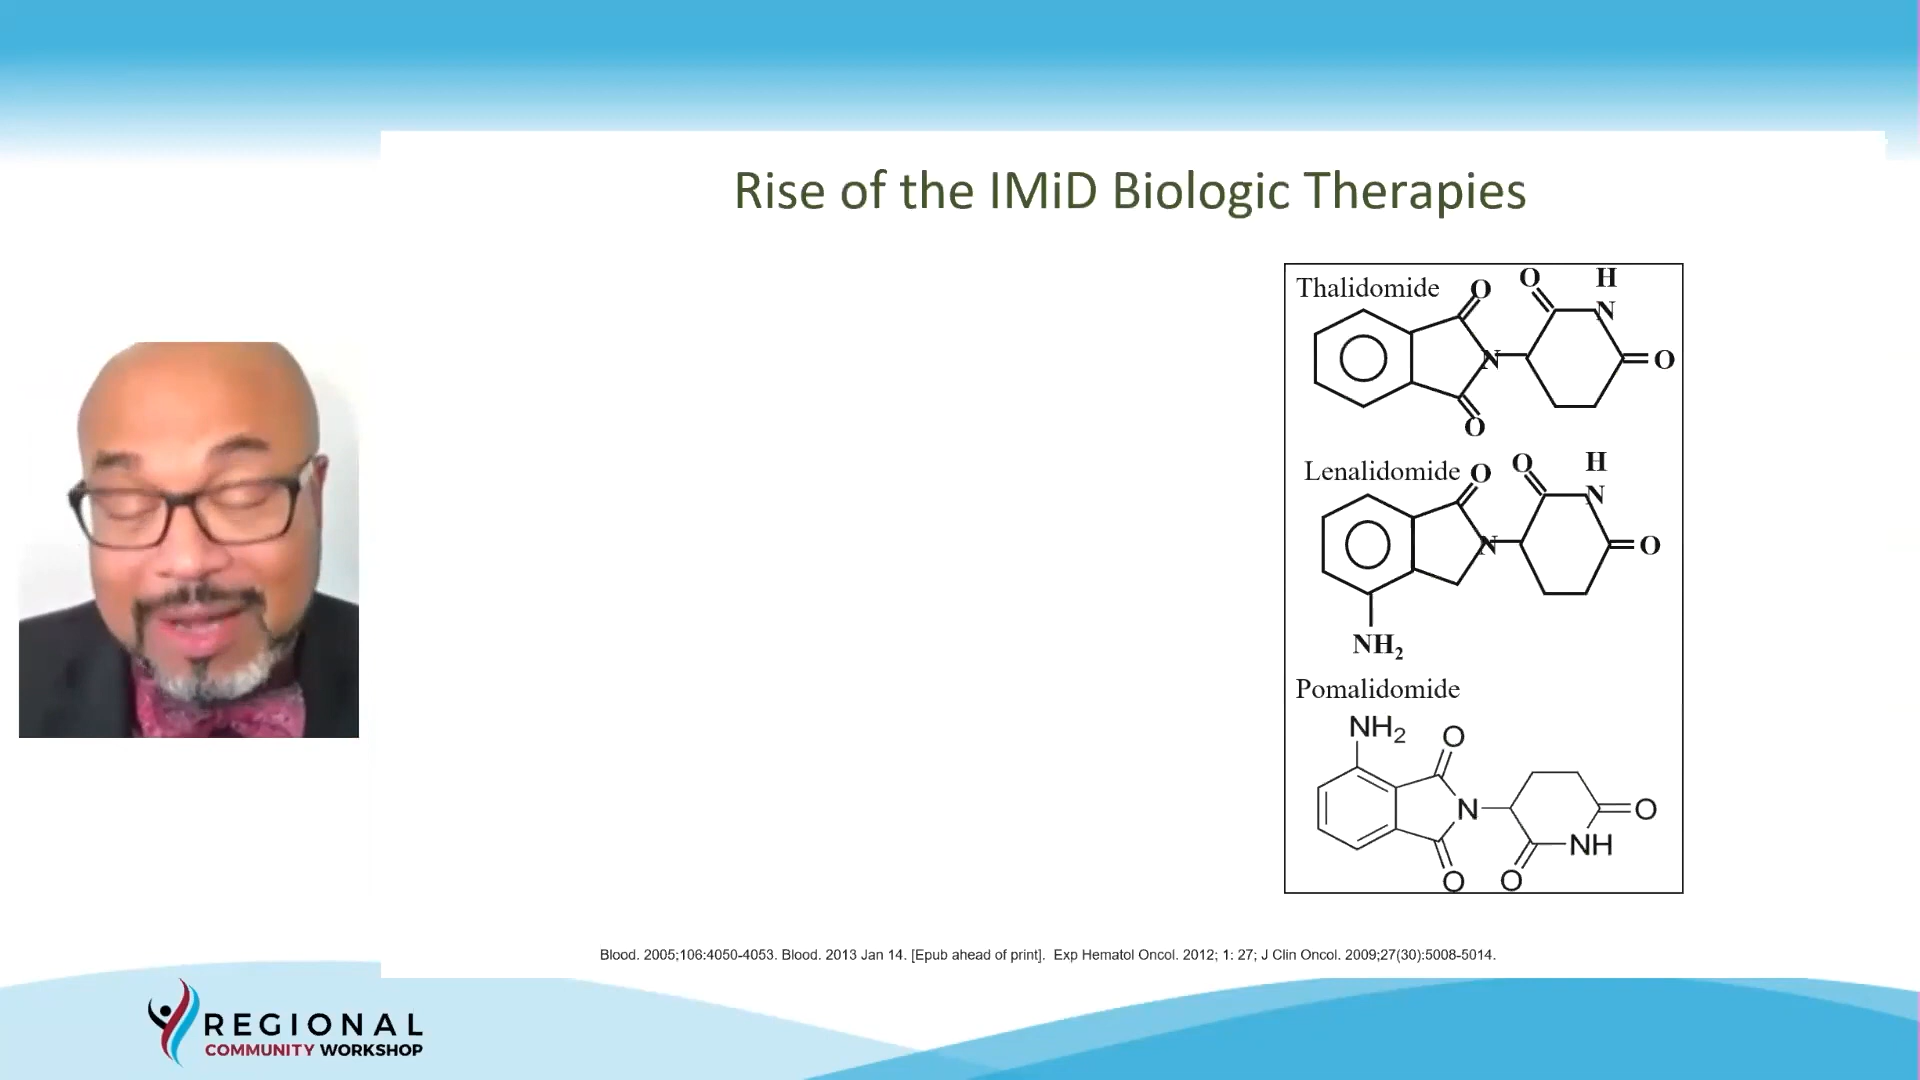 Rise of the IMiD Biologic Therapies
Thalidomide
O
O
H
N
N
O
O
Lenalidomide
O
O
H
N
N
O
NH₂
Pomalidomide
NH₂
O
N
O
NH
O
O
Blood. 2005;106:4050-4053. Blood. 2013 Jan 14. [Epub ahead of print].  Exp Hematol Oncol. 2012; 1: 27; J Clin Oncol. 2009;27(30):5008-5014.
REGIONAL
COMMUNITY WORKSHOP